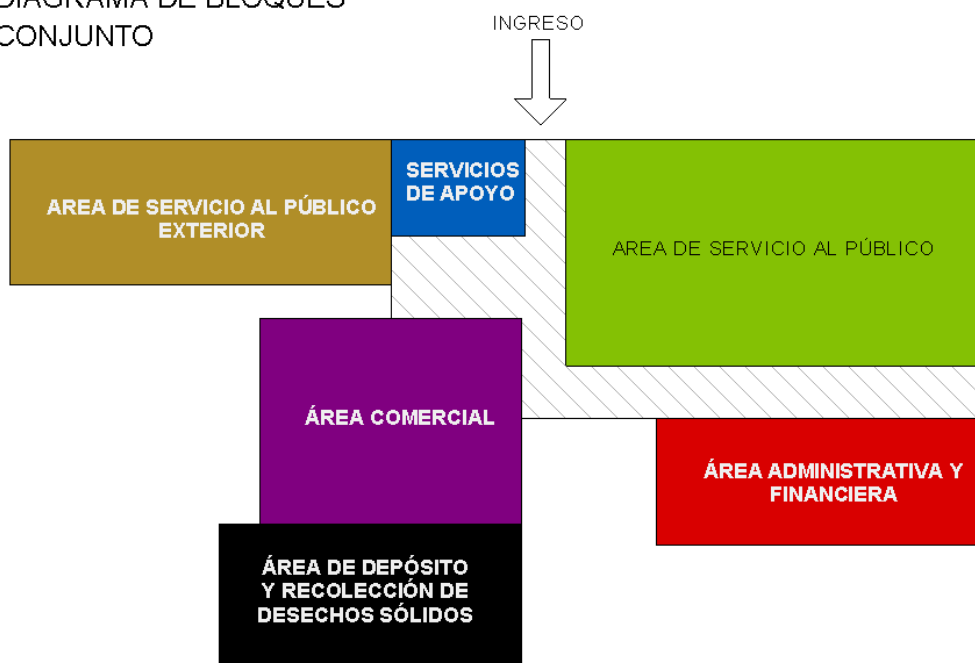 DIAGRAMA DE BLOQUES
CONJUNTO
INGRESO
SERVICIOS
DE APOYO
AREA DE SERVICIO AL PÚBLICO
EXTERIOR
AREA DE SERVICIO AL PÚBLICO
ÁREA COMERCIAL
ÁREA ADMINISTRATIVA Y
FINANCIERA
ÁREA DE DEPÓSITO
Y RECOLECCIÓN DE
DESECHOS SÓLIDOS